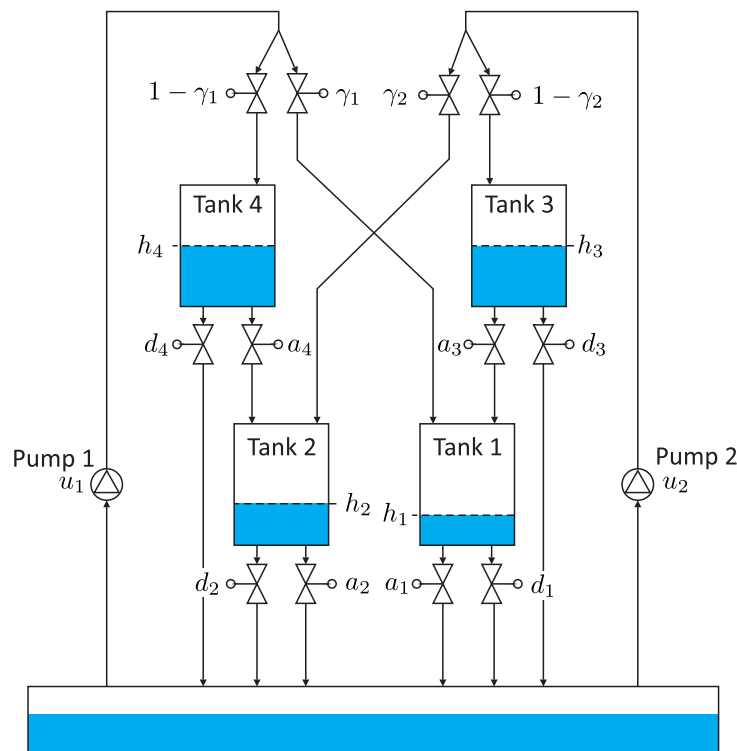 1 − γ₁ γ₁ γ₂ 1 − γ₂
Tank 4 Tank 3
h₄ h₃
d₄ a₄ a₃ d₃
Tank 2 Tank 1
Pump 1 Pump 2
u₁ h₂ h₁ u₂
d₂ a₂ a₁ d₁